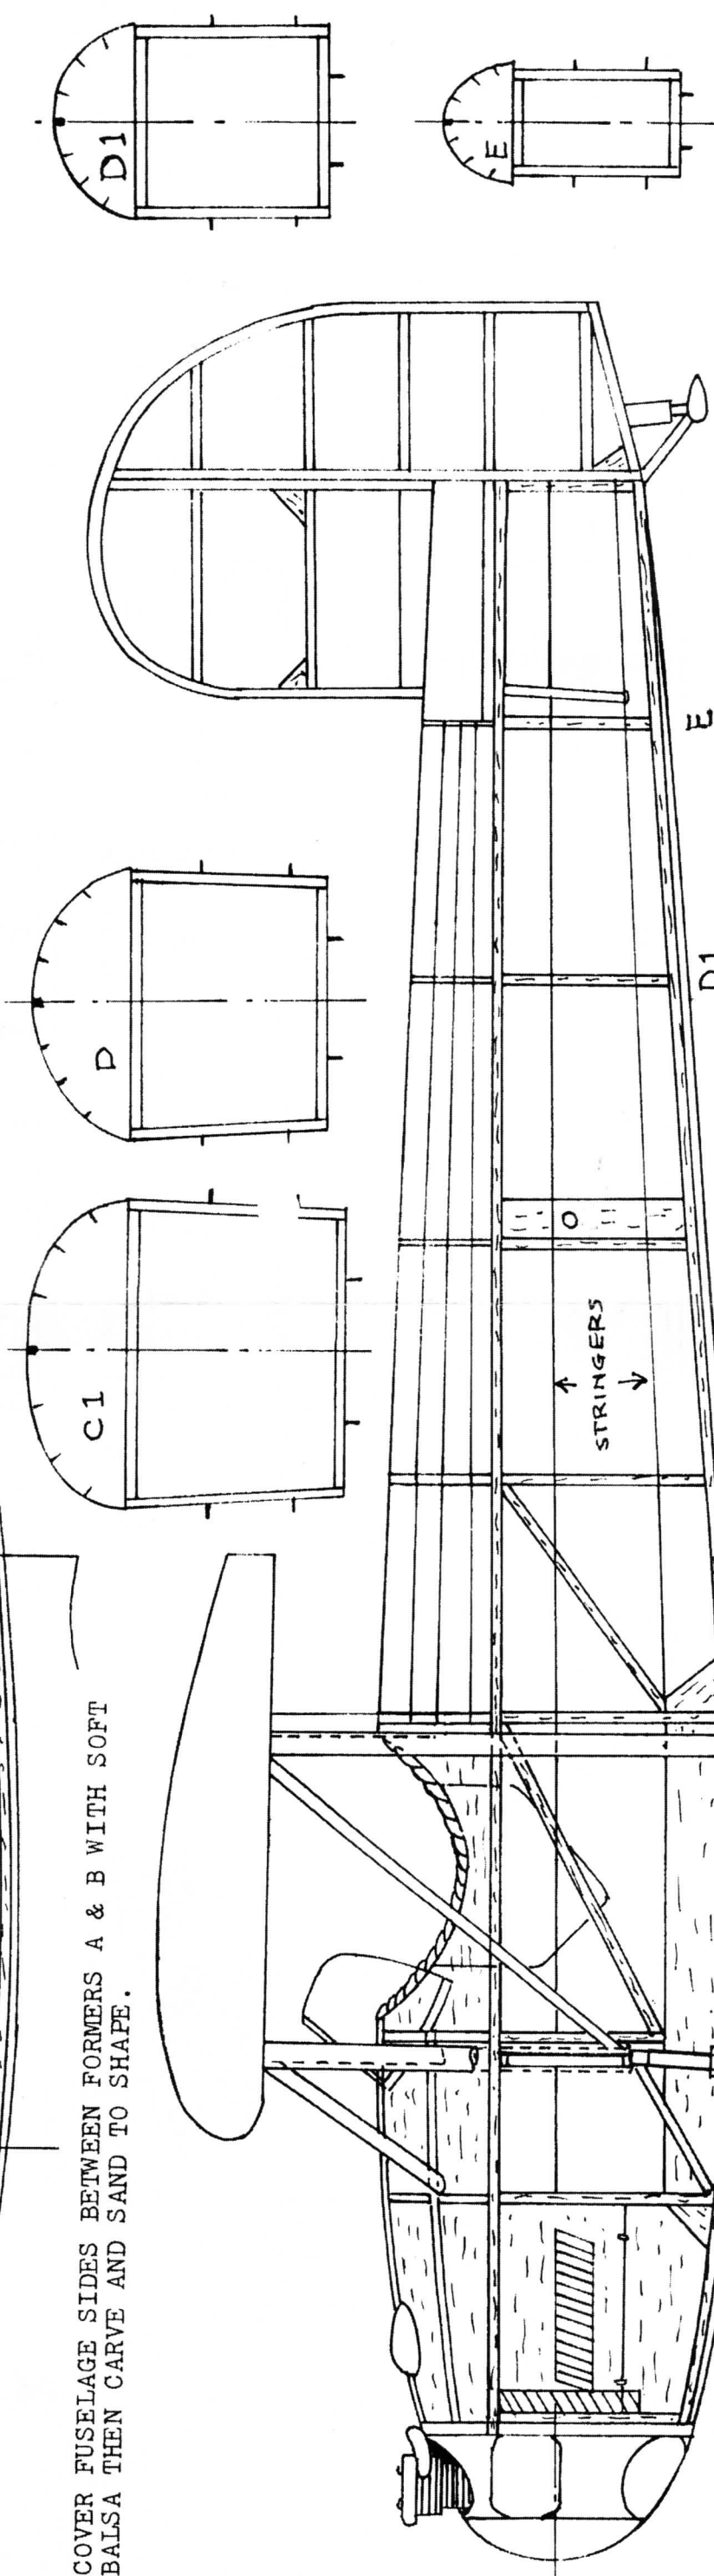 COVER FUSELAGE SIDES BETWEEN FORMERS A & B WITH SOFT
BALSA THEN CARVE AND SAND TO SHAPE.
C1
D
D1
E
STRINGERS
O
D1
E